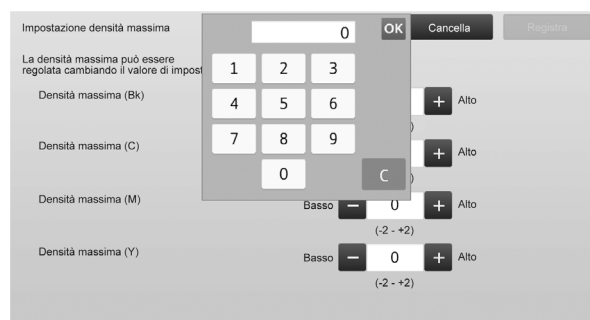 Impostazione densità massima
0
OK
Cancella
Registra
La densità massima può essere
regolata cambiando il valore di impost
1 2 3
4 5 6
7 8 9
0 C
Densità massima (Bk)
+ Alto
)
Densità massima (C)
+ Alto
)
Densità massima (M)
Basso − 0 + Alto
(-2 - +2)
Densità massima (Y)
Basso − 0 + Alto
(-2 - +2)